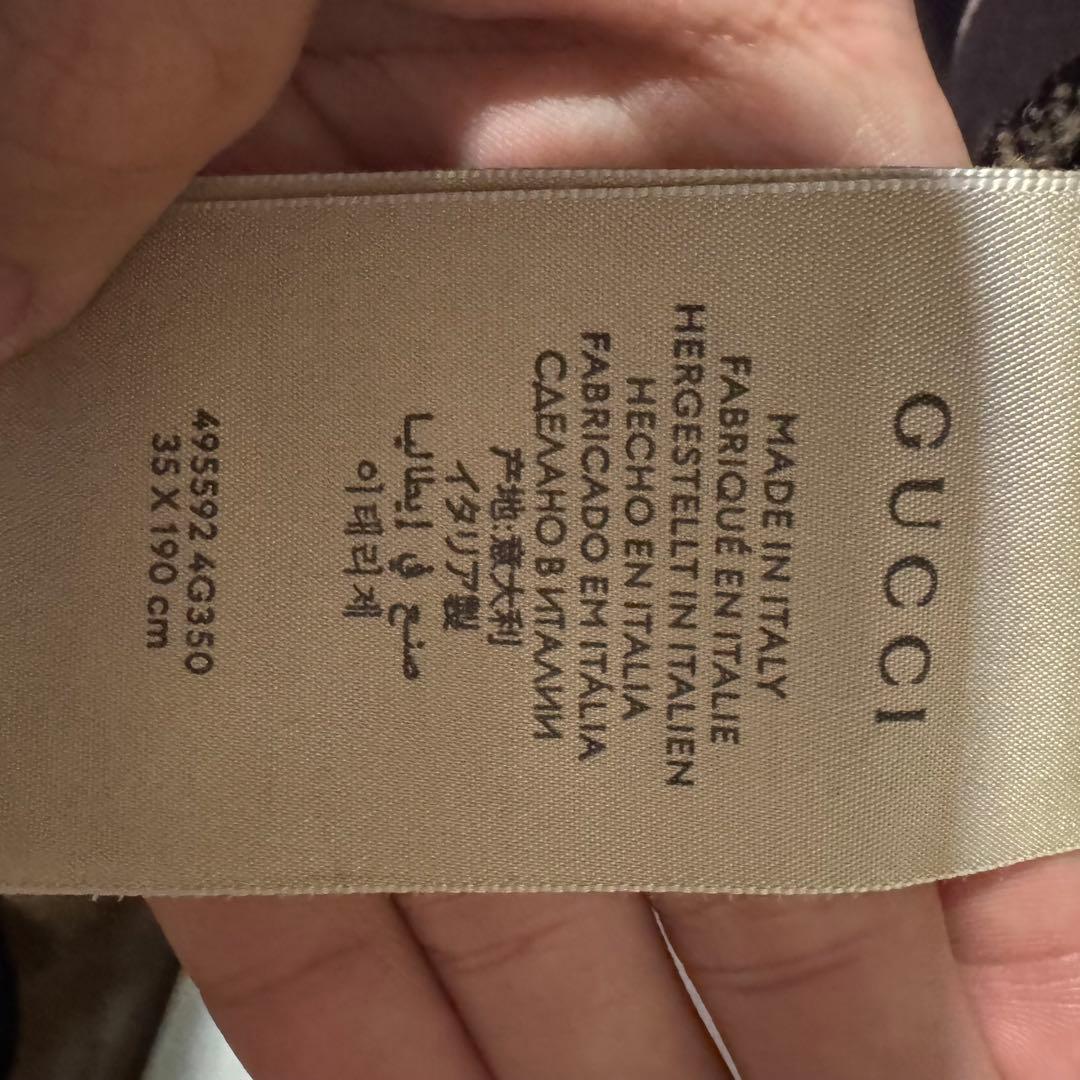 GUCCI
MADE IN ITALY
FABRIQUÉ EN ITALIE
HERGESTELLT IN ITALIEN
HECHO EN ITALIA
FABRICADO EM ITÁLIA
СДЕЛАНО В ИТАЛИИ
产地:意大利
イタリア製
صنع في إيطاليا
이태리제
495592 4G350
35 X 190 cm